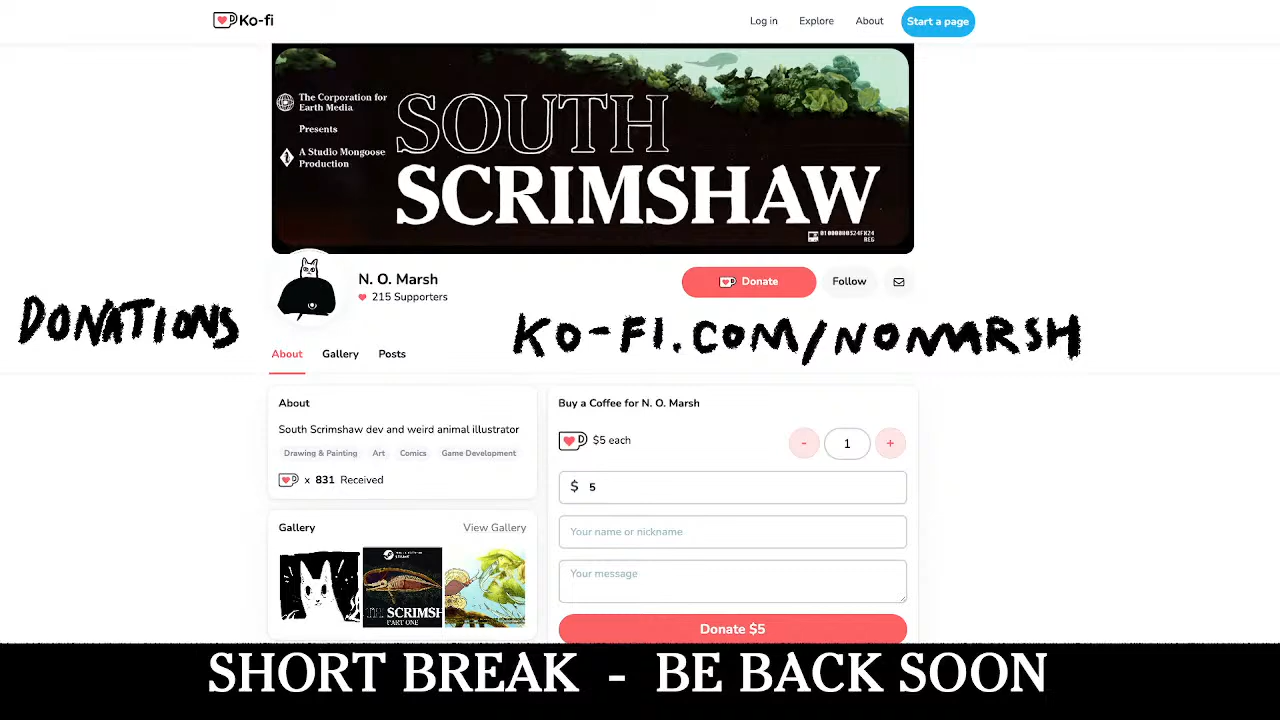 Ko-fi
Log in
Explore
About
Start a page
The Corporation for
Earth Media
Presents
A Studio Mongoose
Production
SOUTH
SCRIMSHAW
REG
N. O. Marsh
215 Supporters
Donate
Follow
DONATIONS
KO-FI.COM/NOMARSH
About
Gallery
Posts
About
South Scrimshaw dev and weird animal illustrator
Drawing & Painting
Art
Comics
Game Development
x 831 Received
Gallery
View Gallery
STEAM
SCRIMSH
PART ONE
Buy a Coffee for N. O. Marsh
$5 each
-
1
+
$ 5
Your name or nickname
Your message
Donate $5
SHORT BREAK - BE BACK SOON